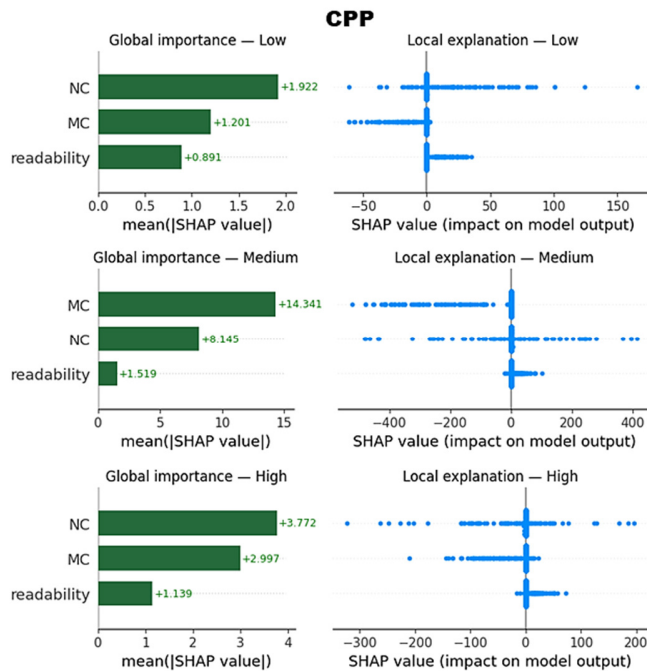 CPP
Global importance — Low
Local explanation — Low
NC
+1.922
MC
+1.201
readability
+0.891
0.0 0.5 1.0 1.5 2.0
−50 0 50 100 150
mean(|SHAP value|)
SHAP value (impact on model output)
Global importance — Medium
Local explanation — Medium
MC
+14.341
NC
+8.145
readability
+1.519
0 5 10 15
−400 −200 0 200 400
mean(|SHAP value|)
SHAP value (impact on model output)
Global importance — High
Local explanation — High
NC
+3.772
MC
+2.997
readability
+1.139
0 1 2 3 4
−300 −200 −100 0 100 200
mean(|SHAP value|)
SHAP value (impact on model output)